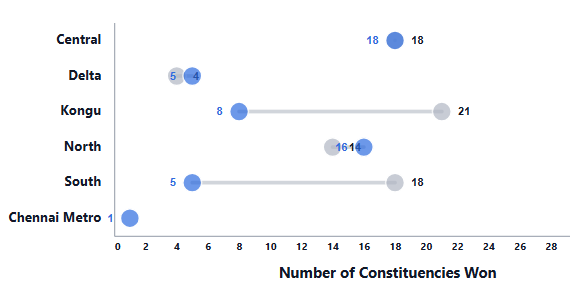 Central 18 18
Delta 5 4
Kongu 8 21
North 16 14
South 5 18
Chennai Metro 1
0 2 4 6 8 10 12 14 16 18 20 22 24 26 28
Number of Constituencies Won